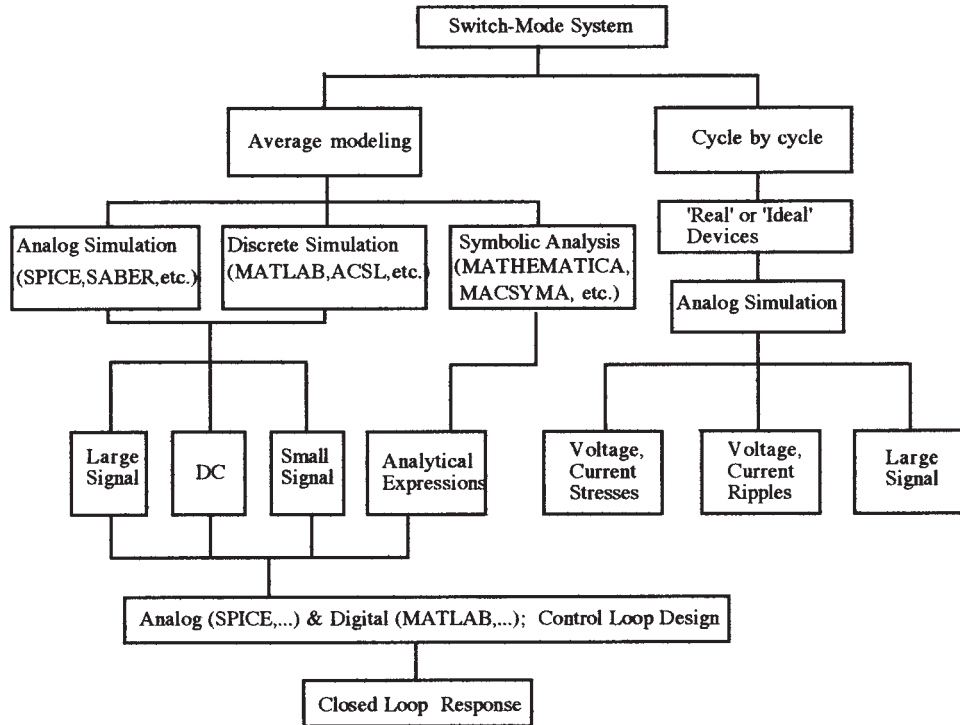 Switch-Mode System
Average modeling
Cycle by cycle
Analog Simulation
(SPICE,SABER,etc.)
Discrete Simulation
(MATLAB,ACSL,etc.)
Symbolic Analysis
(MATHEMATICA,
MACSYMA, etc.)
'Real' or 'Ideal'
Devices
Analog Simulation
Large
Signal
DC
Small
Signal
Analytical
Expressions
Voltage,
Current
Stresses
Voltage,
Current
Ripples
Large
Signal
Analog (SPICE,...) & Digital (MATLAB,...); Control Loop Design
Closed Loop Response